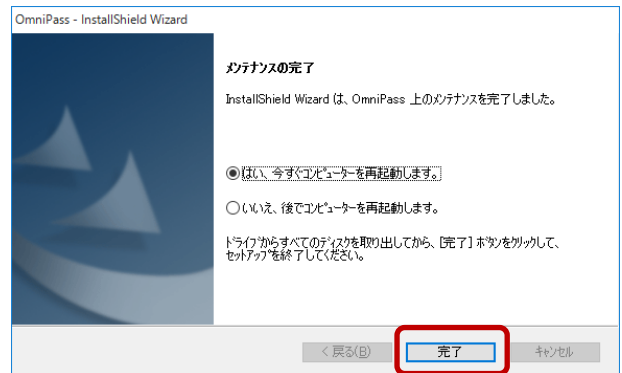 OmniPass - InstallShield Wizard
ﾒﾝﾃﾅﾝｽの完了
InstallShield Wizard は、OmniPass 上のﾒﾝﾃﾅﾝｽを完了しました。
はい、今すぐｺﾝﾋﾟｭｰﾀｰを再起動します。
いいえ、後でｺﾝﾋﾟｭｰﾀｰを再起動します。
ﾄﾞﾗｲﾌﾞからすべてのﾃﾞｨｽｸを取り出してから、[完了] ﾎﾞﾀﾝをｸﾘｯｸして、
ｾｯﾄｱｯﾌﾟを終了してください。
< 戻る(B)
完了
ｷｬﾝｾﾙ